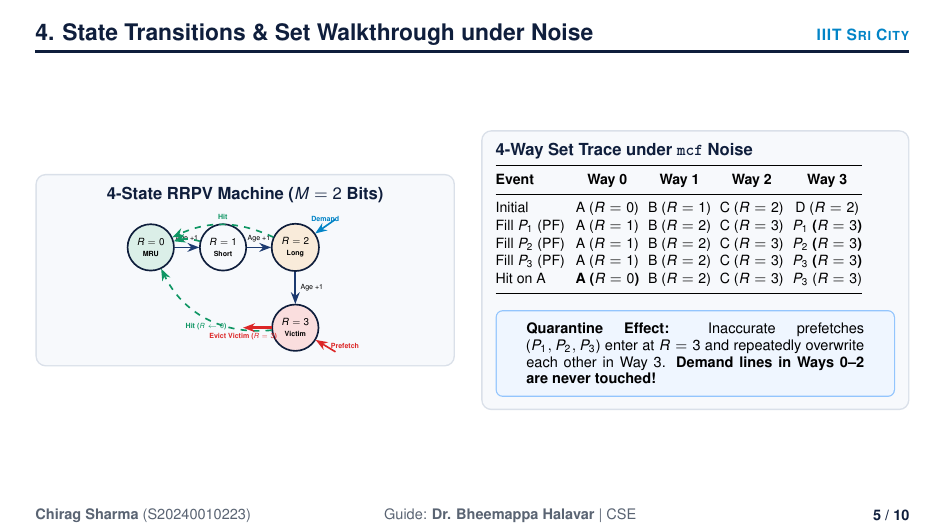 4. State Transitions & Set Walkthrough under Noise
IIIT SRI CITY
4-State RRPV Machine (M = 2 Bits)
Hit
Demand
R = 0
MRU
Age +1
R = 1
Short
Age +1
R = 2
Long
Age +1
Hit (R ← 0)
Evict Victim (R = 3)
R = 3
Victim
Prefetch
4-Way Set Trace under mcf Noise
Event Way 0 Way 1 Way 2 Way 3
Initial A (R = 0) B (R = 1) C (R = 2) D (R = 2)
Fill P₁ (PF) A (R = 1) B (R = 2) C (R = 3) P₁ (R = 3)
Fill P₂ (PF) A (R = 1) B (R = 2) C (R = 3) P₂ (R = 3)
Fill P₃ (PF) A (R = 1) B (R = 2) C (R = 3) P₃ (R = 3)
Hit on A A (R = 0) B (R = 2) C (R = 3) P₃ (R = 3)
Quarantine Effect: Inaccurate prefetches
(P₁, P₂, P₃) enter at R = 3 and repeatedly overwrite
each other in Way 3. Demand lines in Ways 0–2
are never touched!
Chirag Sharma (S20240010223)
Guide: Dr. Bheemappa Halavar | CSE
5 / 10